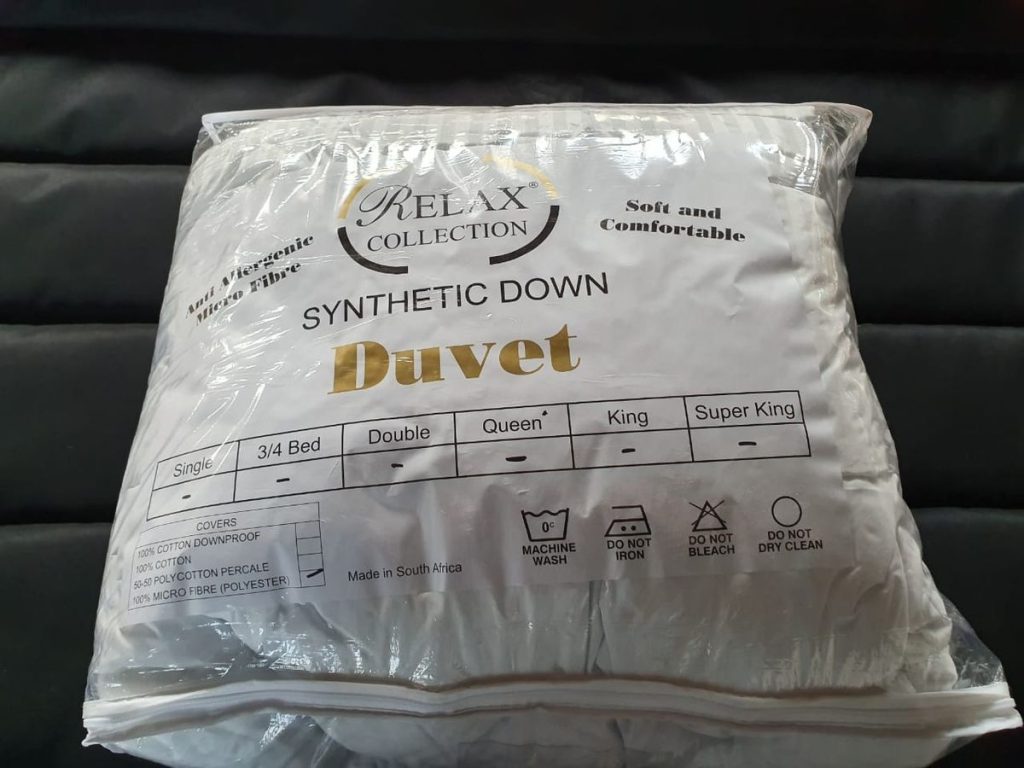 RELAX®
COLLECTION
Anti Allergenic
Micro Fibre
Soft and
Comfortable
SYNTHETIC DOWN
Duvet
Single 3/4 Bed Double Queen King Super King
- - - - - -
COVERS
100% COTTON DOWNPROOF
100% COTTON
50-50 POLYCOTTON PERCALE
100% MICRO FIBRE (POLYESTER)
Made in South Africa
0c
MACHINE
WASH
DO NOT
IRON
DO NOT
BLEACH
DO NOT
DRY CLEAN